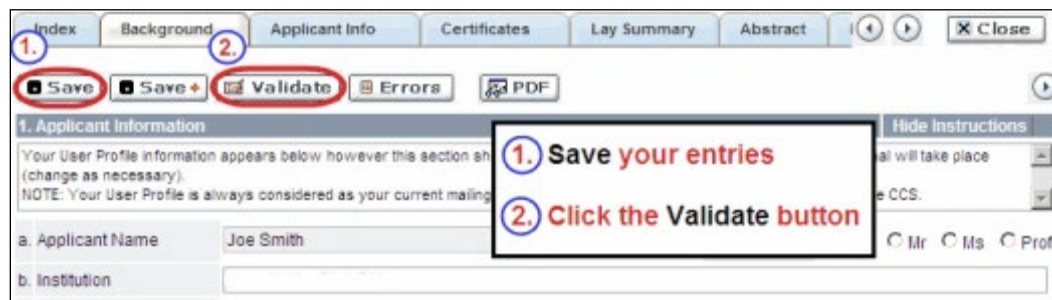 Index Background Applicant Info Certificates Lay Summary Abstract Close
1. 2.
Save Save+ Validate Errors PDF
1. Applicant Information Hide Instructions
Your User Profile information appears below however this section sh al will take place
(change as necessary).
NOTE: Your User Profile is always considered as your current mailing e CCS.
1. Save your entries
2. Click the Validate button
a. Applicant Name Joe Smith Mr Ms Prof
b. Institution